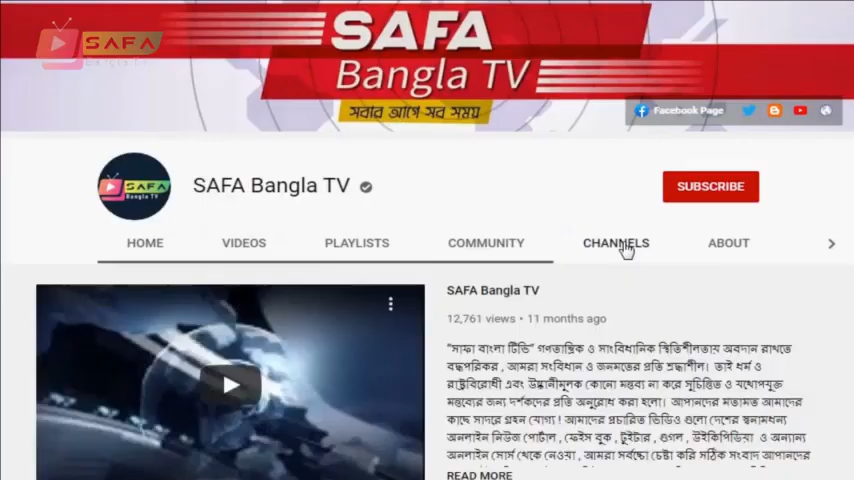 SAFA
Bangla TV
সবার আগে সব সময়
SAFA
Bangla TV
Facebook Page
SAFA
Bangla TV
SAFA Bangla TV
SUBSCRIBE
HOME VIDEOS PLAYLISTS COMMUNITY CHANNELS ABOUT
SAFA Bangla TV
12,761 views • 11 months ago
"সাফা বাংলা টিভি" গণতান্ত্রিক ও সাংবিধানিক স্থিতিশীলতায় অবদান রাখতে
বদ্ধপরিকর, আমরা সংবিধান ও জনমতের প্রতি শ্রদ্ধাশীল। তাই ধর্ম ও
রাষ্ট্রবিরোধী এবং উষ্কানীমূলক কোনো মন্তব্য না করে সুচিন্তিত ও যথোপযুক্ত
মন্তব্যের জন্য দর্শকদের প্রতি অনুরোধ করা হলো। আপনাদের মতামত আমাদের
কাছে সাদরে গ্রহন যোগ্য! আমাদের প্রচারিত ভিডিও গুলো দেশের স্বনামধন্য
অনলাইন নিউজ পোর্টাল, ফেইস বুক, টুইটার, গুগল, উইকিপিডিয়া ও অন্যান্য
অনলাইন সোর্স থেকে নেওয়া, আমরা সর্বচ্ছো চেষ্টা করি সঠিক সংবাদ আপনাদের
READ MORE